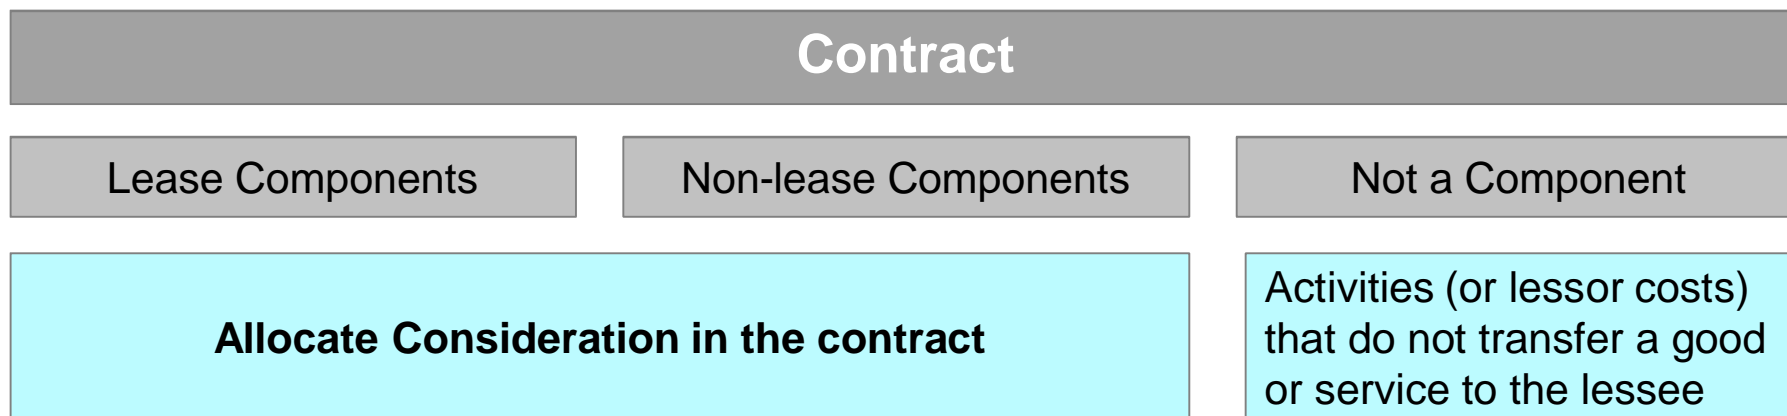 Contract
Lease Components
Non-lease Components
Not a Component
Allocate Consideration in the contract
Activities (or lessor costs)
that do not transfer a good
or service to the lessee